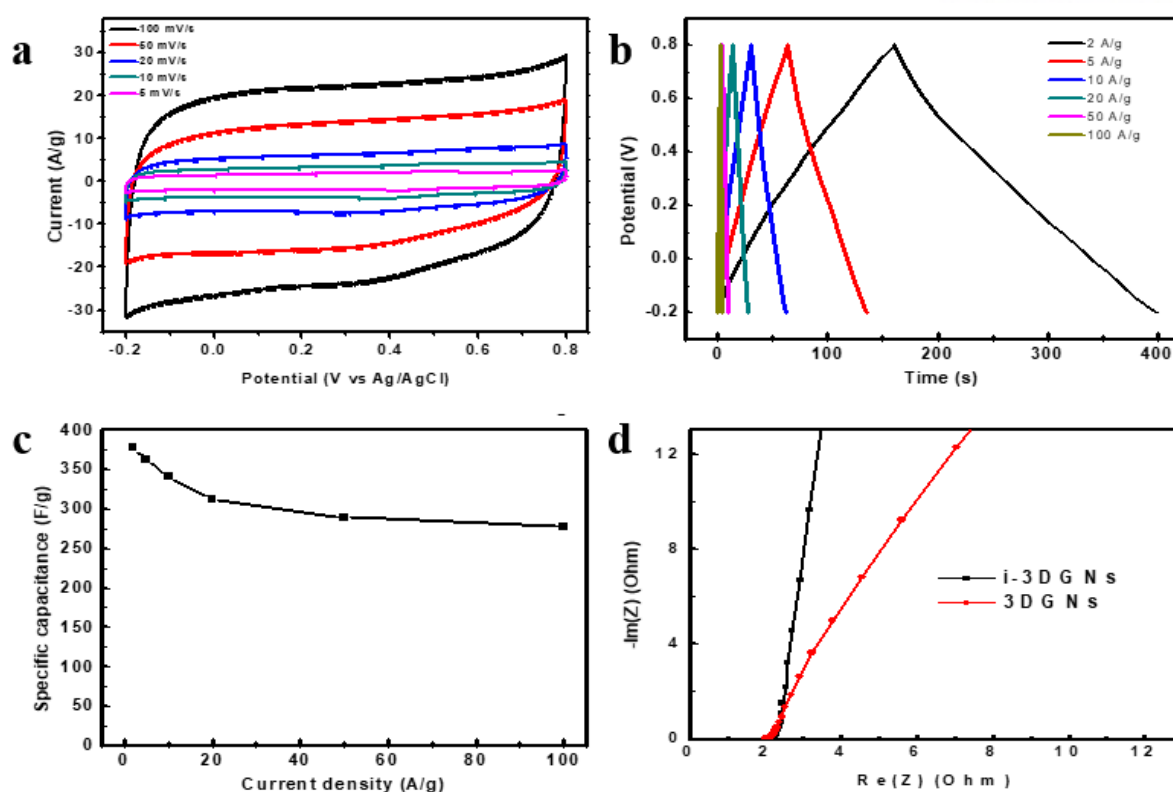 a
100 mV/s
50 mV/s
20 mV/s
10 mV/s
5 mV/s
30
20
10
0
-10
-20
-30
Current (A/g)
-0.2 0.0 0.2 0.4 0.6 0.8
Potential (V vs Ag/AgCl)
b
2 A/g
5 A/g
10 A/g
20 A/g
50 A/g
100 A/g
0.8
0.6
0.4
0.2
0.0
-0.2
Potential (V)
0 100 200 300 400
Time (s)
c
400
350
300
250
200
150
100
50
0
Specific capacitance (F/g)
0 20 40 60 80 100
Current density (A/g)
d
12
8
4
0
-Im(Z) (Ohm)
i-3DGNs
3DGNs
0 2 4 6 8 10 12
Re(Z) (Ohm)